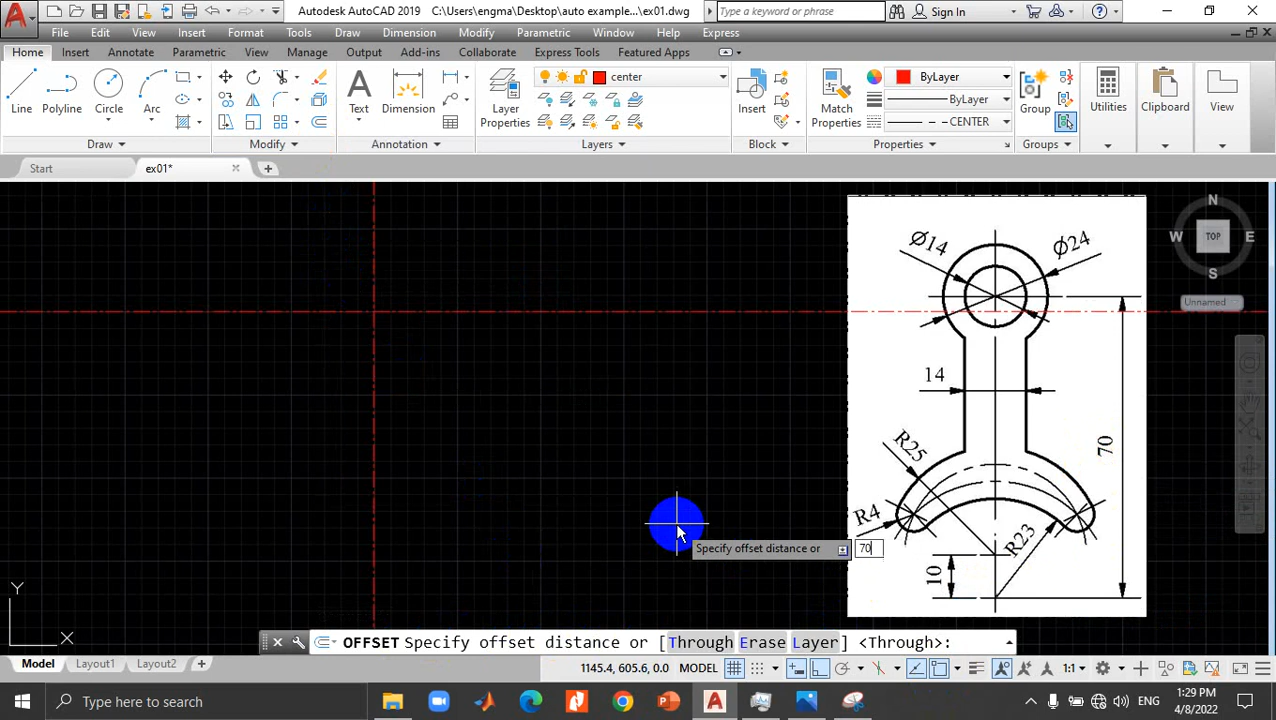 Autodesk AutoCAD 2019 C:\Users\engma\Desktop\auto example...\ex01.dwg
Type a keyword or phrase
Sign In
File Edit View Insert Format Tools Draw Dimension Modify Parametric Window Help Express
Home Insert Annotate Parametric View Manage Output Add-ins Collaborate Express Tools Featured Apps
center
ByLayer
ByLayer
CENTER
Line Polyline Circle Arc Text Dimension Layer Properties Insert Match Properties Group Utilities Clipboard View
Draw Modify Annotation Layers Block Properties Groups
Start ex01*
N
W TOP E
S
Unnamed
Ø14
Ø24
14
R25
70
R4
R23
10
Specify offset distance or 70
Y
X
OFFSET Specify offset distance or [Through Erase Layer] <Through>:
Model Layout1 Layout2
1145.4, 605.6, 0.0 MODEL
1:1
Type here to search
ENG
1:29 PM
4/8/2022